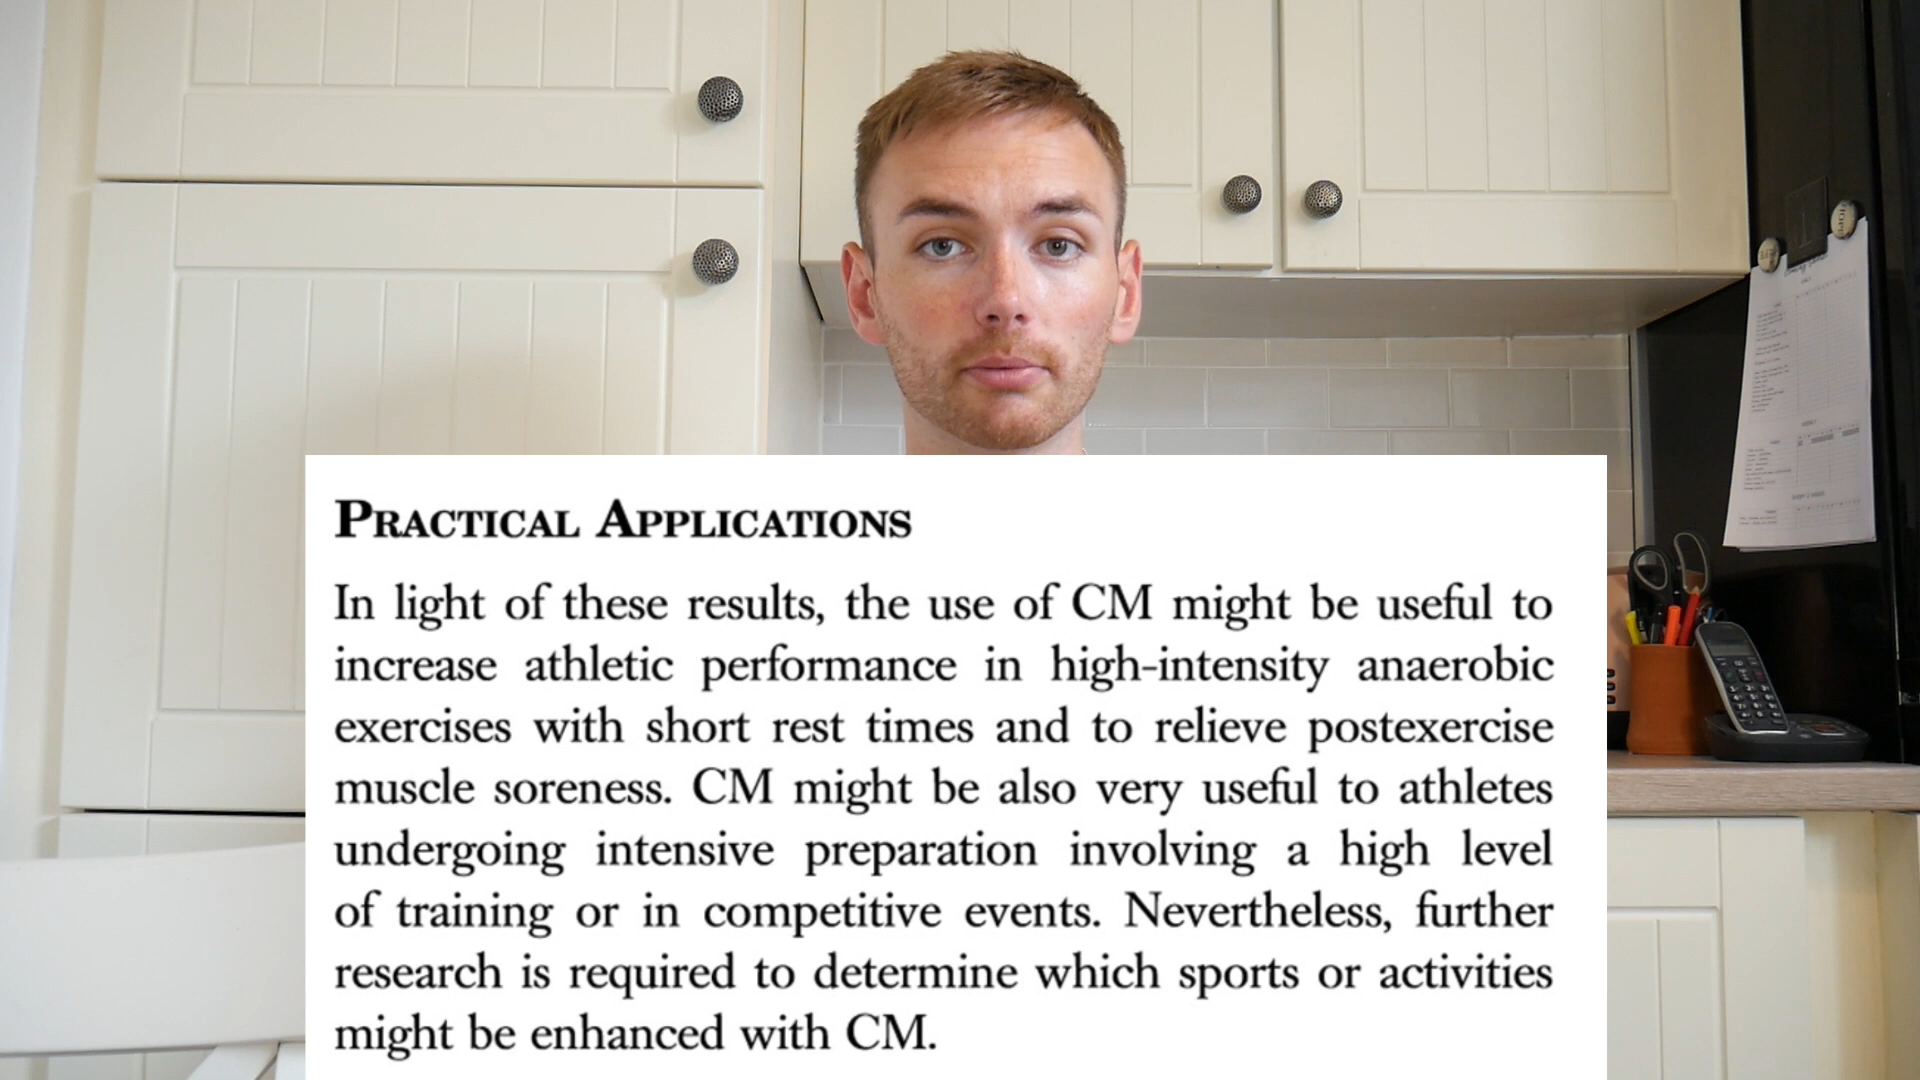 PRACTICAL APPLICATIONS
In light of these results, the use of CM might be useful to
increase athletic performance in high-intensity anaerobic
exercises with short rest times and to relieve postexercise
muscle soreness. CM might be also very useful to athletes
undergoing intensive preparation involving a high level
of training or in competitive events. Nevertheless, further
research is required to determine which sports or activities
might be enhanced with CM.